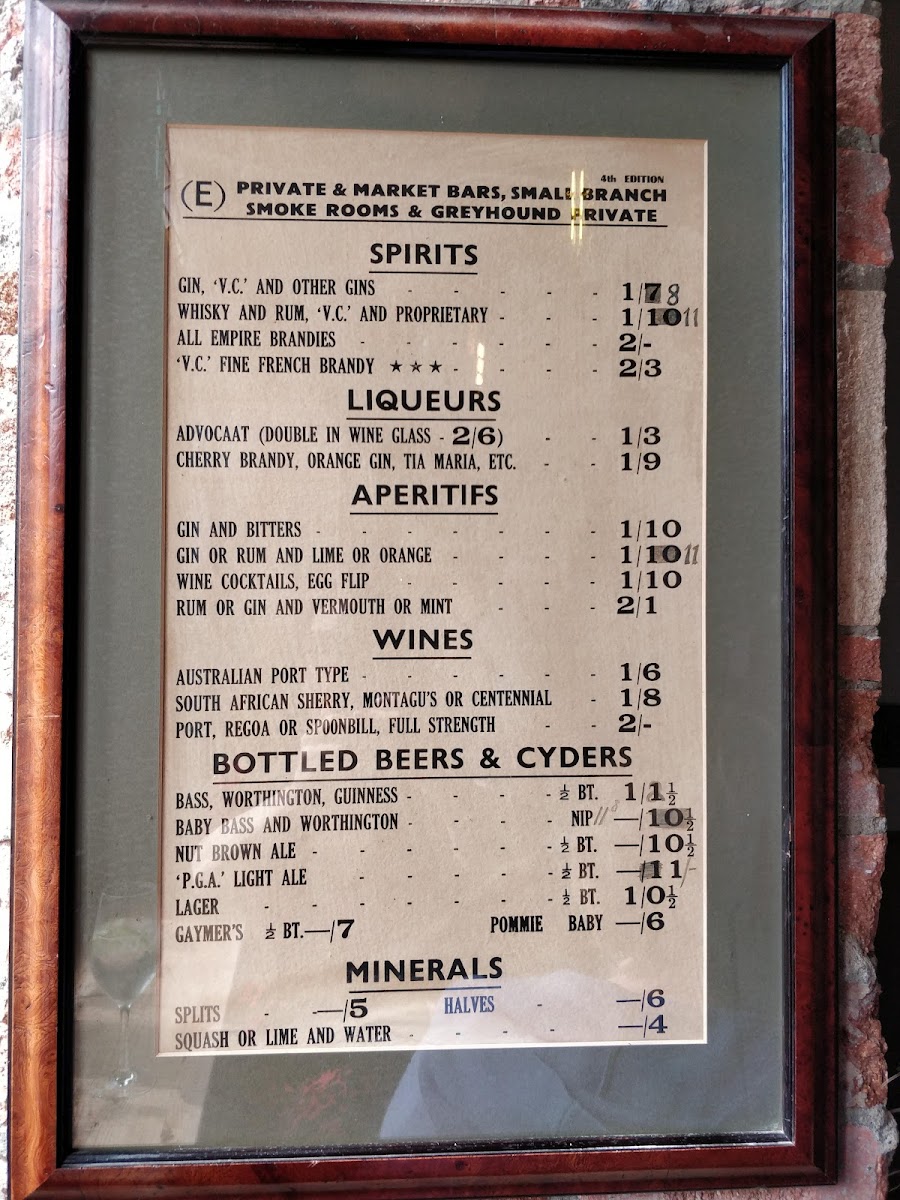 4th EDITION
(E) PRIVATE & MARKET BARS, SMALL BRANCH
SMOKE ROOMS & GREYHOUND PRIVATE
SPIRITS
GIN, 'V.C.' AND OTHER GINS - - - - - 1/7 8
WHISKY AND RUM, 'V.C.' AND PROPRIETARY - - - 1/10 11
ALL EMPIRE BRANDIES - - - - - - 2/-
'V.C.' FINE FRENCH BRANDY ★★★ - - - - 2/3
LIQUEURS
ADVOCAAT (DOUBLE IN WINE GLASS - 2/6) - - 1/3
CHERRY BRANDY, ORANGE GIN, TIA MARIA, ETC. - - 1/9
APERITIFS
GIN AND BITTERS - - - - - - - 1/10
GIN OR RUM AND LIME OR ORANGE - - - - 1/10 11
WINE COCKTAILS, EGG FLIP - - - - - 1/10
RUM OR GIN AND VERMOUTH OR MINT - - - 2/1
WINES
AUSTRALIAN PORT TYPE - - - - - - 1/6
SOUTH AFRICAN SHERRY, MONTAGU'S OR CENTENNIAL - 1/8
PORT, REGOA OR SPOONBILL, FULL STRENGTH - - 2/-
BOTTLED BEERS & CYDERS
BASS, WORTHINGTON, GUINNESS - - - - ½ BT. 1/1½
BABY BASS AND WORTHINGTON - - - - NIP 11 —/10½
NUT BROWN ALE - - - - - - ½ BT. —/10½
'P.G.A.' LIGHT ALE - - - - - ½ BT. —/11 /-
LAGER - - - - - - - ½ BT. 1/0½
GAYMER'S ½ BT.—/7 POMMIE BABY —/6
MINERALS
SPLITS - —/5 HALVES - —/6
SQUASH OR LIME AND WATER - - - - —/4